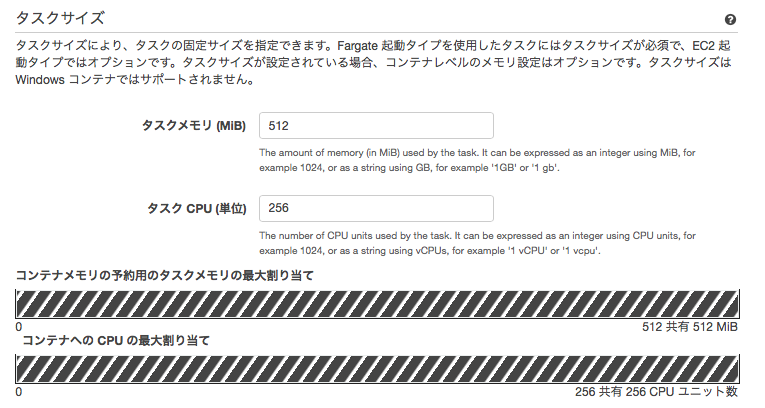 タスクサイズ
タスクサイズにより、タスクの固定サイズを指定できます。Fargate 起動タイプを使用したタスクにはタスクサイズが必須で、EC2 起
動タイプではオプションです。タスクサイズが設定されている場合、コンテナレベルのメモリ設定はオプションです。タスクサイズは
Windows コンテナではサポートされません。
タスクメモリ (MiB)
512
The amount of memory (in MiB) used by the task. It can be expressed as an integer using MiB, for
example 1024, or as a string using GB, for example '1GB' or '1 gb'.
タスク CPU (単位)
256
The number of CPU units used by the task. It can be expressed as an integer using CPU units, for
example 1024, or as a string using vCPUs, for example '1 vCPU' or '1 vcpu'.
コンテナメモリの予約用のタスクメモリの最大割り当て
0
512 共有 512 MiB
コンテナへの CPU の最大割り当て
0
256 共有 256 CPU ユニット数